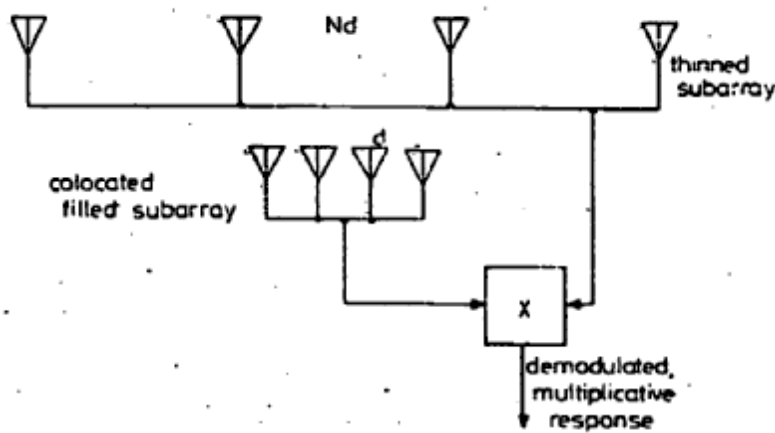 Nd
thinned
subarray
d
colocated
filled subarray
X
demodulated,
multiplicative
response